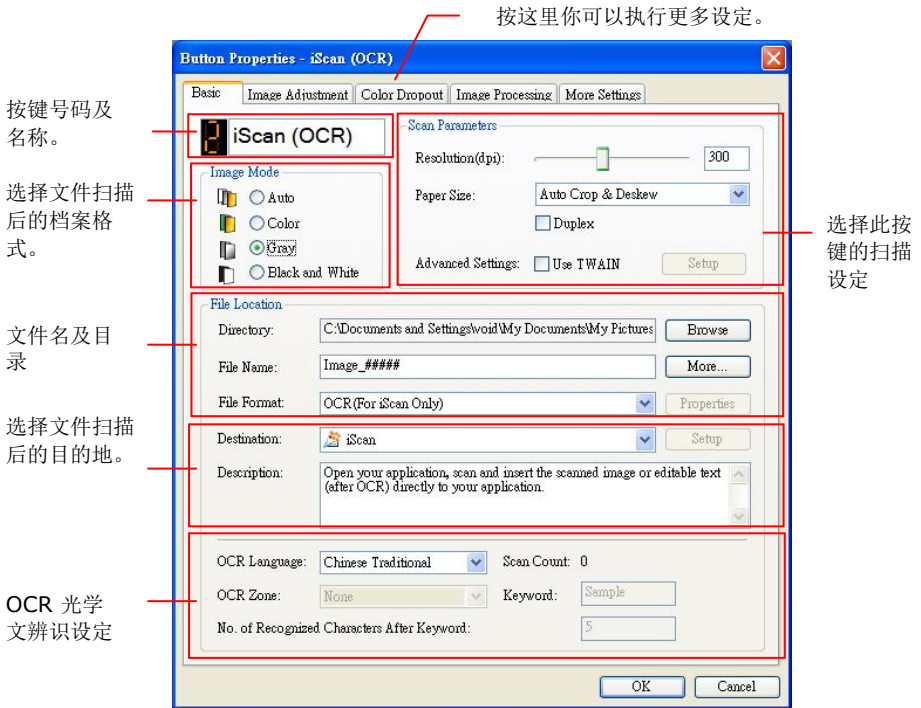 按这里你可以执行更多设定。
Button Properties - iScan (OCR)
Basic Image Adjustment Color Dropout Image Processing More Settings
按键号码及
名称。
2 iScan (OCR)
Scan Parameters
Resolution(dpi): 300
Paper Size: Auto Crop & Deskew
Duplex
Advanced Settings: Use TWAIN Setup
选择此按
键的扫描
设定
选择文件扫描
后的档案格
式。
Image Mode
Auto
Color
Gray
Black and White
文件名及目
录
File Location
Directory: C:\Documents and Settings\void\My Documents\My Pictures Browse
File Name: Image_##### More...
File Format: OCR(For iScan Only) Properties
选择文件扫描
后的目的地。
Destination: iScan Setup
Description: Open your application, scan and insert the scanned image or editable text
(after OCR) directly to your application.
OCR 光学
文辨识设定
OCR Language: Chinese Traditional Scan Count: 0
OCR Zone: None Keyword: Sample
No. of Recognized Characters After Keyword: 5
OK Cancel